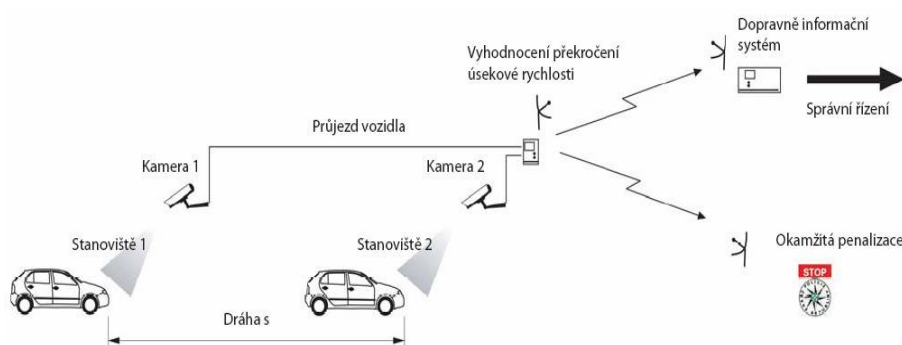 Dopravně informační
systém
Vyhodnocení překročení
úsekové rychlosti
Správní řízení
Průjezd vozidla
Kamera 1
Kamera 2
Stanoviště 1
Stanoviště 2
Okamžitá penalizace
STOP
Dráha s